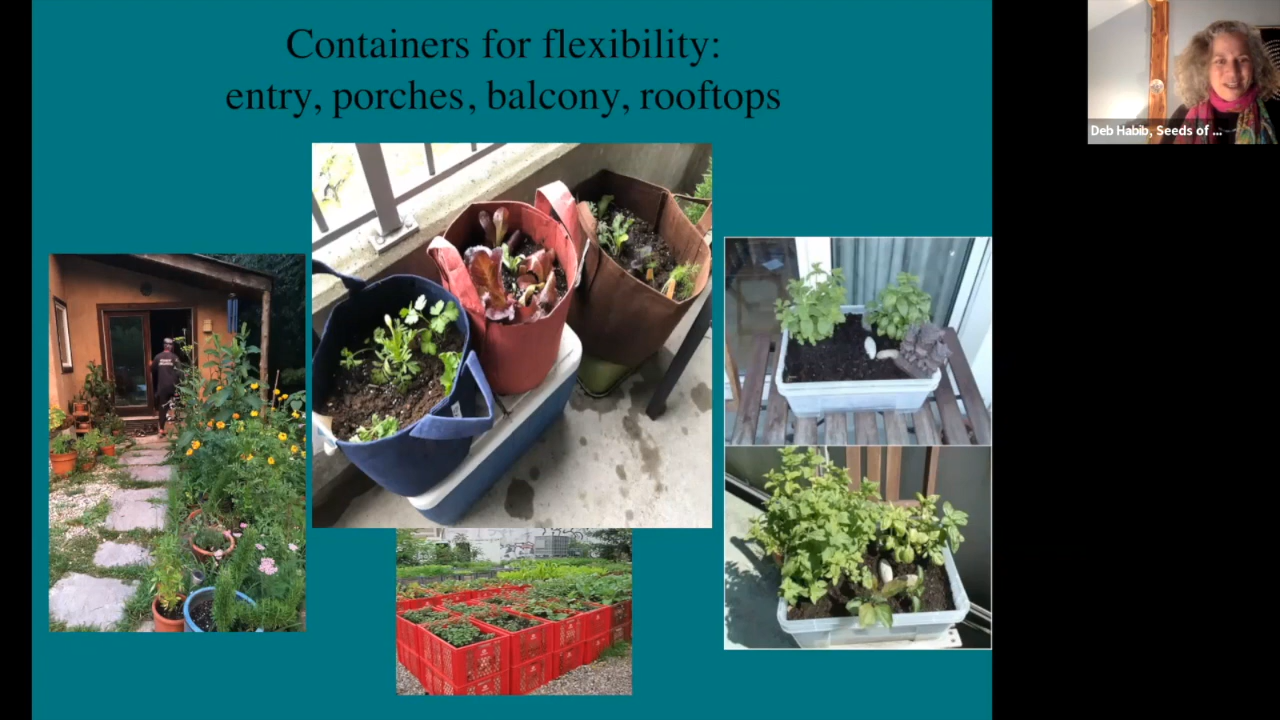 Containers for flexibility:
entry, porches, balcony, rooftops
Deb Habib, Seeds of ...